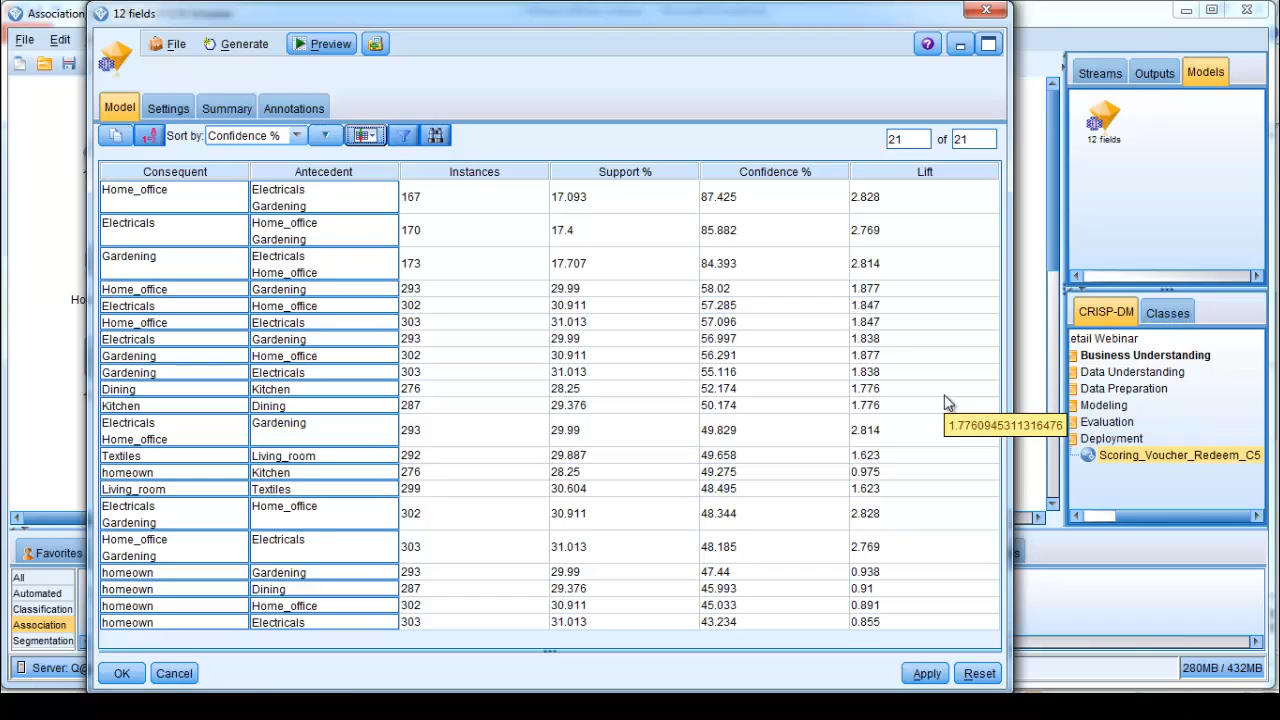 Association
12 fields
File Edit
File Generate Preview
Model Settings Summary Annotations
Sort by: Confidence % 21 of 21
Consequent Antecedent Instances Support % Confidence % Lift
Home_office Electricals 167 17.093 87.425 2.828
Gardening
Electricals Home_office 170 17.4 85.882 2.769
Gardening
Gardening Electricals 173 17.707 84.393 2.814
Home_office
Home_office Gardening 293 29.99 58.02 1.877
Electricals Home_office 302 30.911 57.285 1.847
Home_office Electricals 303 31.013 57.096 1.847
Electricals Gardening 293 29.99 56.997 1.838
Gardening Home_office 302 30.911 56.291 1.877
Gardening Electricals 303 31.013 55.116 1.838
Dining Kitchen 276 28.25 52.174 1.776
Kitchen Dining 287 29.376 50.174 1.776
Electricals Gardening 293 29.99 49.829 2.814
Home_office
Textiles Living_room 292 29.887 49.658 1.623
homeown Kitchen 276 28.25 49.275 0.975
Living_room Textiles 299 30.604 48.495 1.623
Electricals Home_office 302 30.911 48.344 2.828
Gardening
Home_office Electricals 303 31.013 48.185 2.769
Gardening
homeown Gardening 293 29.99 47.44 0.938
homeown Dining 287 29.376 45.993 0.91
homeown Home_office 302 30.911 45.033 0.891
homeown Electricals 303 31.013 43.234 0.855
1.7760945311316476
OK Cancel Apply Reset
Streams Outputs Models
12 fields
CRISP-DM Classes
etail Webinar
Business Understanding
Data Understanding
Data Preparation
Modeling
Evaluation
Deployment
Scoring_Voucher_Redeem_C5
Ho
Favorites
s
All
Automated
Classification
Association
Segmentation
Server: Q@
280MB / 432MB